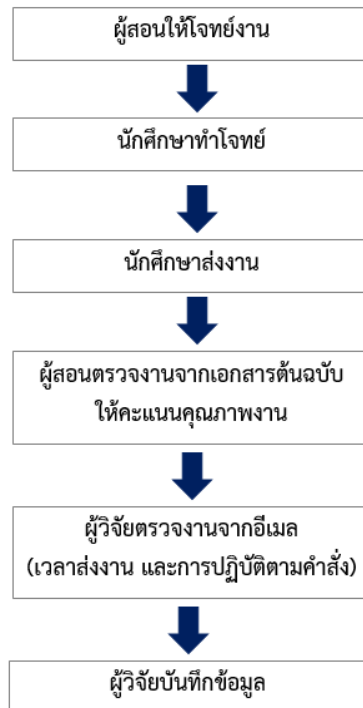 ผู้สอนให้โจทย์งาน
นักศึกษาทำโจทย์
นักศึกษาส่งงาน
ผู้สอนตรวจงานจากเอกสารต้นฉบับ
ให้คะแนนคุณภาพงาน
ผู้วิจัยตรวจงานจากอีเมล
(เวลาส่งงาน และการปฏิบัติตามคำสั่ง)
ผู้วิจัยบันทึกข้อมูล